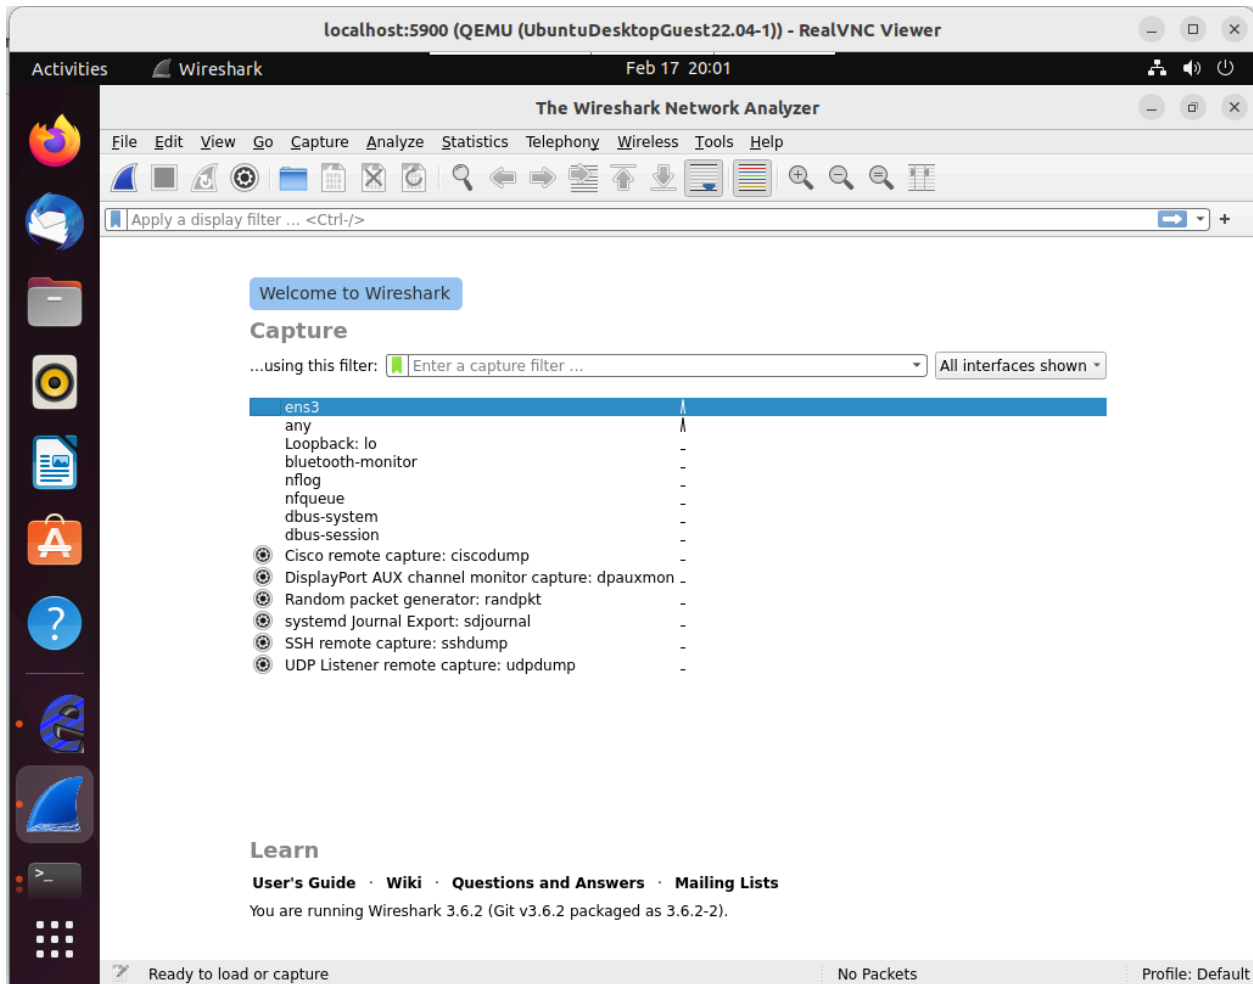 localhost:5900 (QEMU (UbuntuDesktopGuest22.04-1)) - RealVNC Viewer
Activities Wireshark Feb 17 20:01
The Wireshark Network Analyzer
File Edit View Go Capture Analyze Statistics Telephony Wireless Tools Help
Apply a display filter ... <Ctrl-/>
Welcome to Wireshark
Capture
...using this filter: Enter a capture filter ... All interfaces shown
ens3
any
Loopback: lo
bluetooth-monitor
nflog
nfqueue
dbus-system
dbus-session
Cisco remote capture: ciscodump
DisplayPort AUX channel monitor capture: dpauxmon
Random packet generator: randpkt
systemd Journal Export: sdjournal
SSH remote capture: sshdump
UDP Listener remote capture: udpdump
Learn
User's Guide · Wiki · Questions and Answers · Mailing Lists
You are running Wireshark 3.6.2 (Git v3.6.2 packaged as 3.6.2-2).
Ready to load or capture No Packets Profile: Default